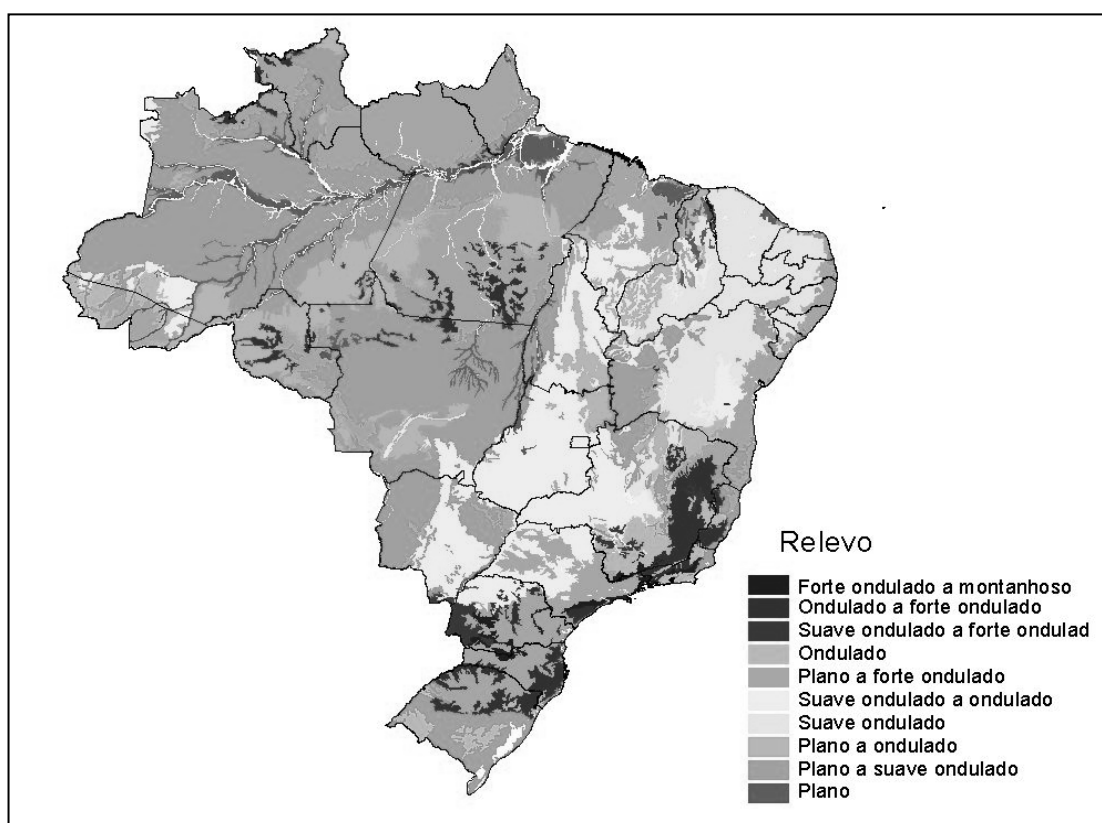 Relevo
Forte ondulado a montanhoso
Ondulado a forte ondulado
Suave ondulado a forte ondulad
Ondulado
Plano a forte ondulado
Suave ondulado a ondulado
Suave ondulado
Plano a ondulado
Plano a suave ondulado
Plano